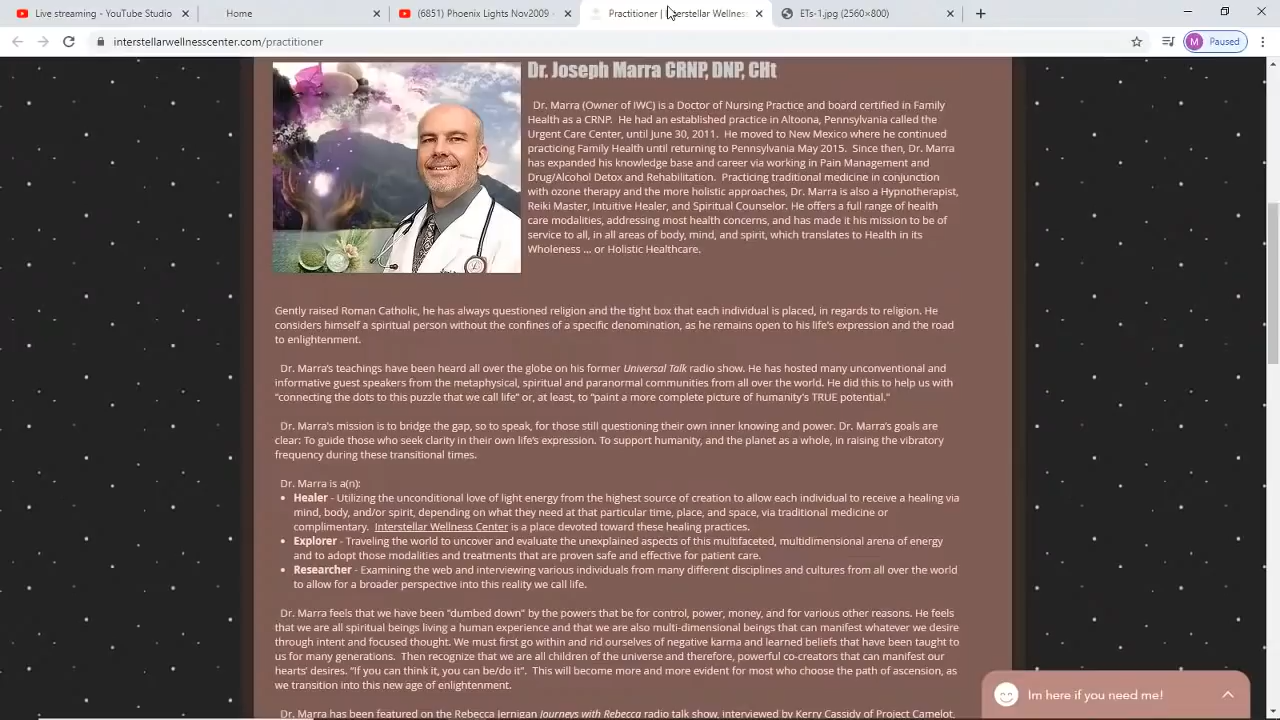 Live streaming - YouTube Studio
Home
(6851) Phoenix Lights Nov2009 -
Practitioner | Interstellar Wellness
ETs-1.jpg (2560×800)
interstellarwellnesscenter.com/practitioner
M
Paused
Dr. Joseph Marra CRNP, DNP, CHt
Dr. Marra (Owner of IWC) is a Doctor of Nursing Practice and board certified in Family
Health as a CRNP. He had an established practice in Altoona, Pennsylvania called the
Urgent Care Center, until June 30, 2011. He moved to New Mexico where he continued
practicing Family Health until returning to Pennsylvania May 2015. Since then, Dr. Marra
has expanded his knowledge base and career via working in Pain Management and
Drug/Alcohol Detox and Rehabilitation. Practicing traditional medicine in conjunction
with ozone therapy and the more holistic approaches, Dr. Marra is also a Hypnotherapist,
Reiki Master, Intuitive Healer, and Spiritual Counselor. He offers a full range of health
care modalities, addressing most health concerns, and has made it his mission to be of
service to all, in all areas of body, mind, and spirit, which translates to Health in its
Wholeness ... or Holistic Healthcare.
Gently raised Roman Catholic, he has always questioned religion and the tight box that each individual is placed, in regards to religion. He
considers himself a spiritual person without the confines of a specific denomination, as he remains open to his life's expression and the road
to enlightenment.
Dr. Marra's teachings have been heard all over the globe on his former Universal Talk radio show. He has hosted many unconventional and
informative guest speakers from the metaphysical, spiritual and paranormal communities from all over the world. He did this to help us with
"connecting the dots to this puzzle that we call life" or, at least, to "paint a more complete picture of humanity's TRUE potential."
Dr. Marra's mission is to bridge the gap, so to speak, for those still questioning their own inner knowing and power. Dr. Marra's goals are
clear: To guide those who seek clarity in their own life's expression. To support humanity, and the planet as a whole, in raising the vibratory
frequency during these transitional times.
Dr. Marra is a(n):
• Healer - Utilizing the unconditional love of light energy from the highest source of creation to allow each individual to receive a healing via
mind, body, and/or spirit, depending on what they need at that particular time, place, and space, via traditional medicine or
complimentary. Interstellar Wellness Center is a place devoted toward these healing practices.
• Explorer - Traveling the world to uncover and evaluate the unexplained aspects of this multifaceted, multidimensional arena of energy
and to adopt those modalities and treatments that are proven safe and effective for patient care.
• Researcher - Examining the web and interviewing various individuals from many different disciplines and cultures from all over the world
to allow for a broader perspective into this reality we call life.
Dr. Marra feels that we have been "dumbed down" by the powers that be for control, power, money, and for various other reasons. He feels
that we are all spiritual beings living a human experience and that we are also multi-dimensional beings that can manifest whatever we desire
through intent and focused thought. We must first go within and rid ourselves of negative karma and learned beliefs that have been taught to
us for many generations. Then recognize that we are all children of the universe and therefore, powerful co-creators that can manifest our
hearts' desires. "If you can think it, you can be/do it". This will become more and more evident for most who choose the path of ascension, as
we transition into this new age of enlightenment.
Dr. Marra has been featured on the Rebecca Jernigan Journeys with Rebecca radio talk show, interviewed by Kerry Cassidy of Project Camelot,
Im here if you need me!